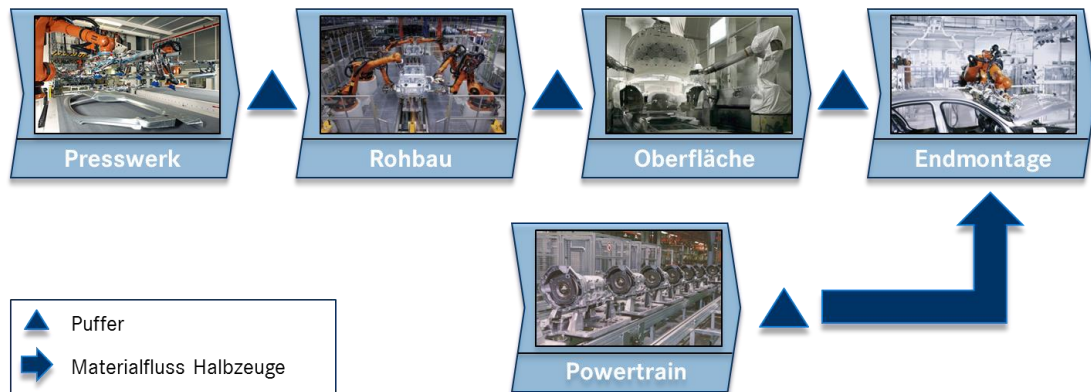 Presswerk
Rohbau
Oberfläche
Endmontage
Powertrain
Puffer
Materialfluss Halbzeuge